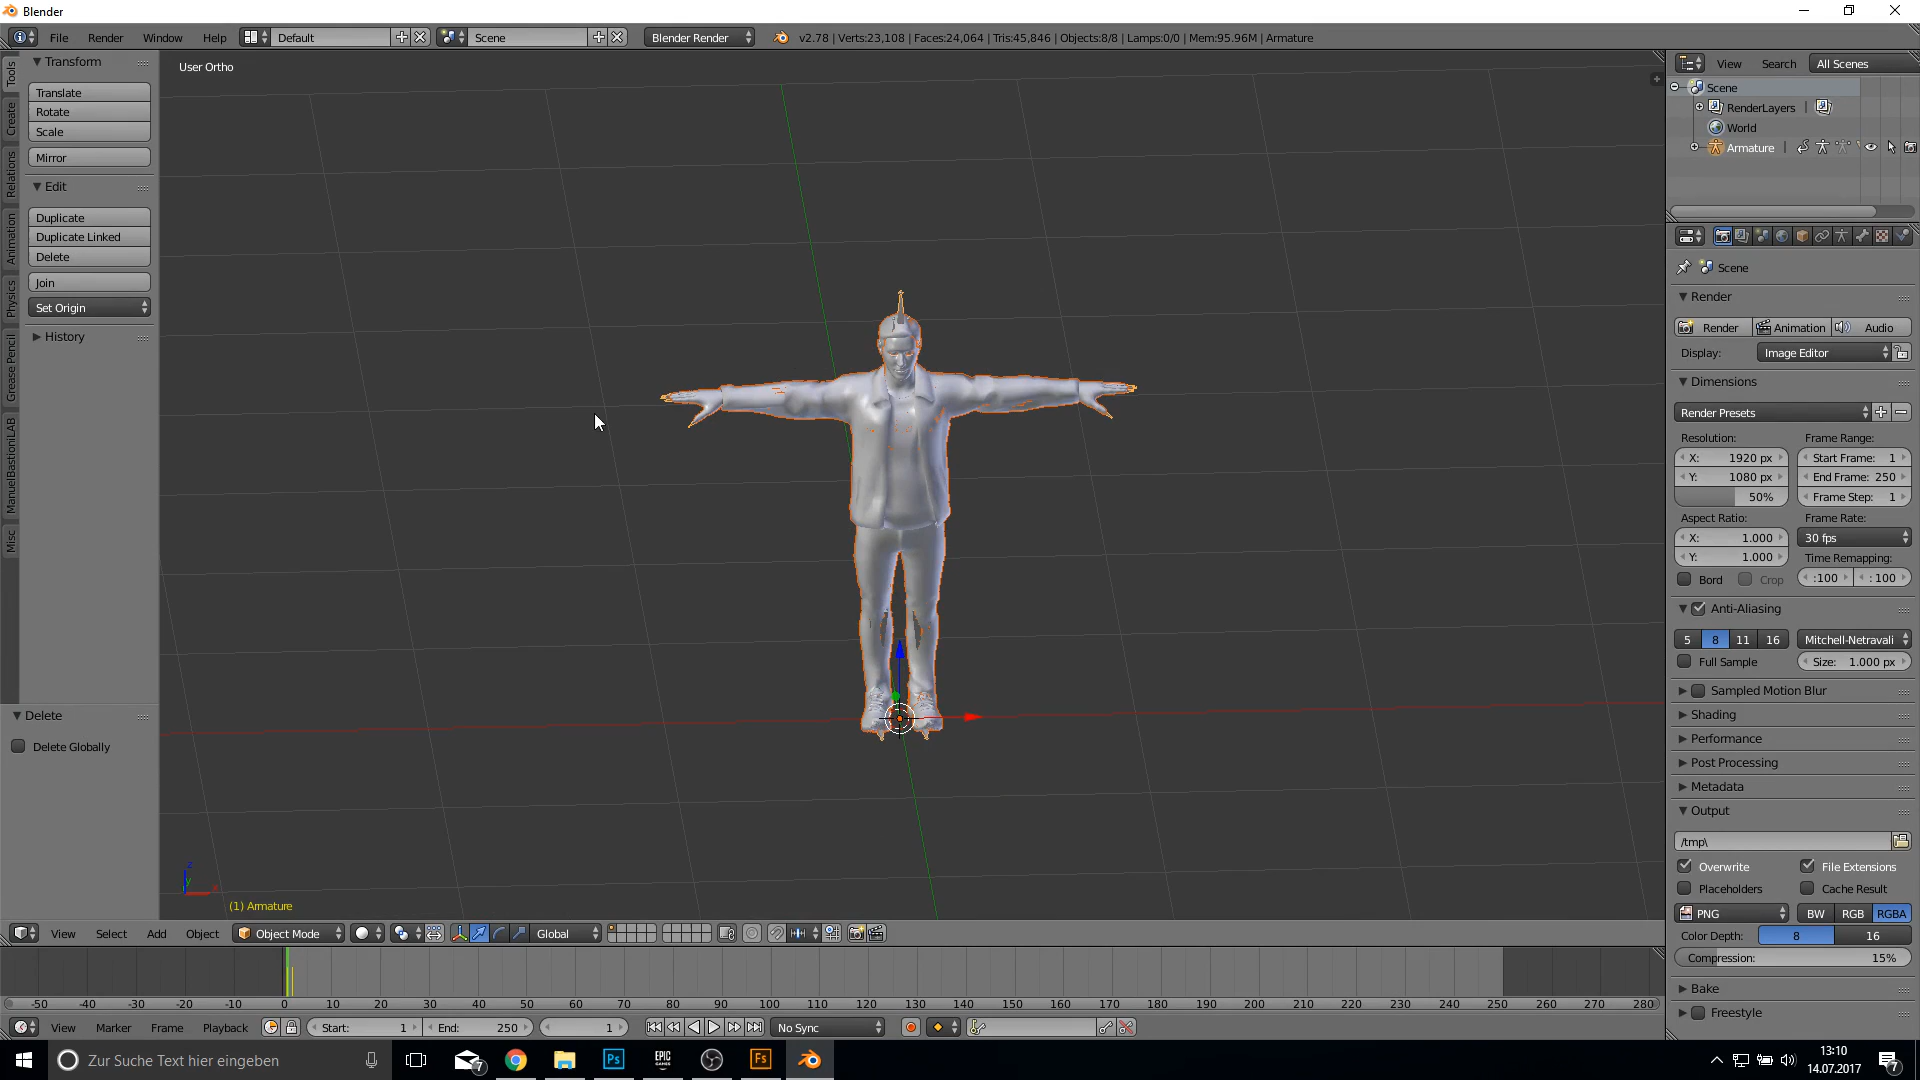 Blender
File Render Window Help Default Scene Blender Render v2.78 | Verts:23,108 | Faces:24,064 | Tris:45,846 | Objects:8/8 | Lamps:0/0 | Mem:95.96M | Armature
Tools
Create
Relations
Animation
Physics
Grease Pencil
ManuelBastioniLAB
Misc
Transform
Translate
Rotate
Scale
Mirror
Edit
Duplicate
Duplicate Linked
Delete
Join
Set Origin
History
Delete
Delete Globally
User Ortho
(1) Armature
View Select Add Object Object Mode Global
-50 -40 -30 -20 -10 0 10 20 30 40 50 60 70 80 90 100 110 120 130 140 150 160 170 180 190 200 210 220 230 240 250 260 270 280
View Marker Frame Playback Start: 1 End: 250 1 No Sync
View Search All Scenes
Scene
RenderLayers |
World
Armature |
Scene
Render
Render Animation Audio
Display: Image Editor
Dimensions
Render Presets
Resolution: Frame Range:
X: 1920 px Start Frame: 1
Y: 1080 px End Frame: 250
50% Frame Step: 1
Aspect Ratio: Frame Rate:
X: 1.000 30 fps
Y: 1.000 Time Remapping:
Bord Crop :100 : 100
Anti-Aliasing
5 8 11 16 Mitchell-Netravali
Full Sample Size: 1.000 px
Sampled Motion Blur
Shading
Performance
Post Processing
Metadata
Output
/tmp\
Overwrite File Extensions
Placeholders Cache Result
PNG BW RGB RGBA
Color Depth: 8 16
Compression: 15%
Bake
Freestyle
Zur Suche Text hier eingeben 7 Ps EPIC GAMES Fs 13:10 7
14.07.2017